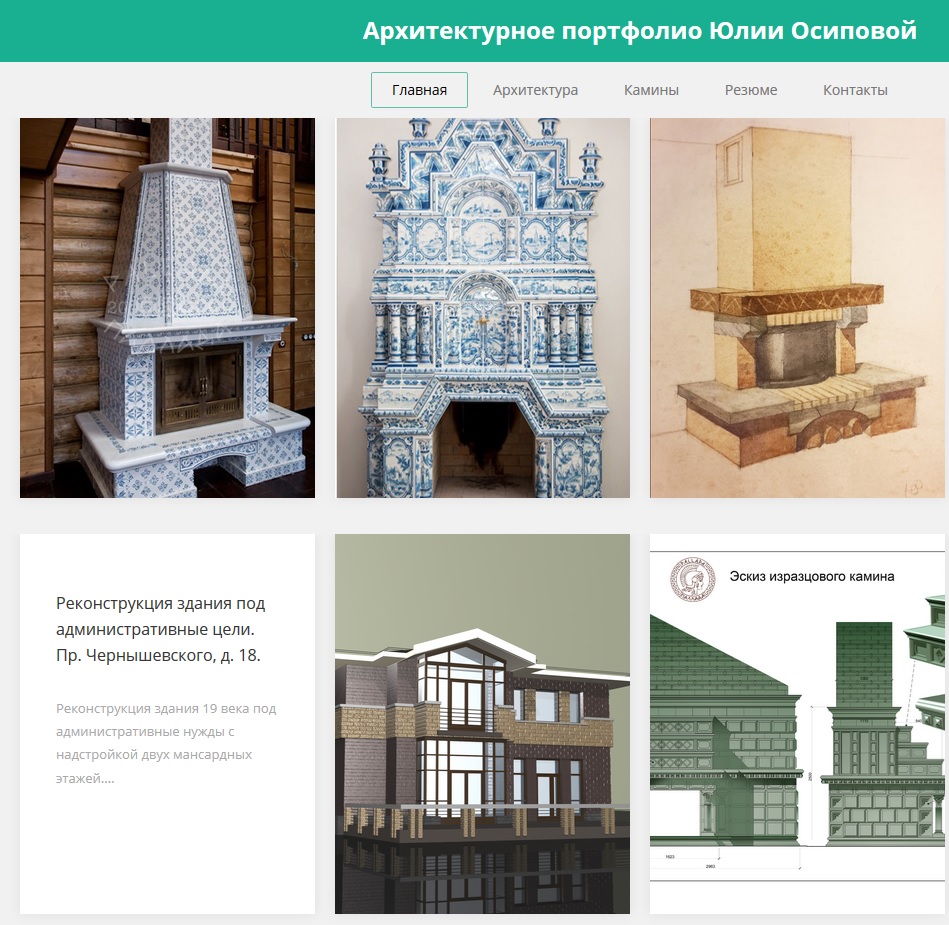 Архитектурное портфолио Юлии Осиповой
Главная Архитектура Камины Резюме Контакты
Реконструкция здания под
административные цели.
Пр. Чернышевского, д. 18.
Реконструкция здания 19 века под
административные нужды с
надстройкой двух мансардных
этажей....
Эскиз изразцового камина